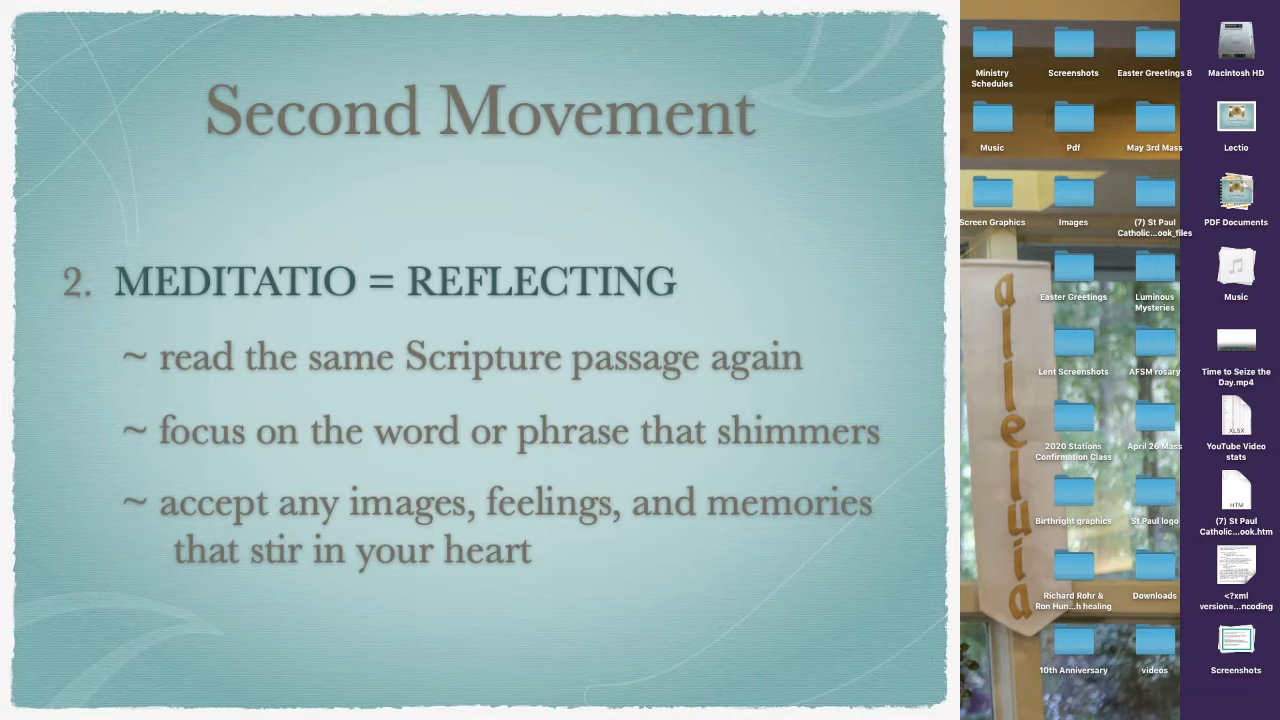 Second Movement
2. MEDITATIO = REFLECTING
~ read the same Scripture passage again
~ focus on the word or phrase that shimmers
~ accept any images, feelings, and memories
that stir in your heart
Ministry
Schedules
Screenshots
Easter Greetings 8
Macintosh HD
Music
Pdf
May 3rd Mass
Lectio
Screen Graphics
Images
(7) St Paul
Catholic...ook_files
PDF Documents
Easter Greetings
Luminous
Mysteries
Music
Lent Screenshots
AFSM rosary
Time to Seize the
Day.mp4
2020 Stations
Confirmation Class
April 26 Mass
XLSX
YouTube Video
stats
Birthright graphics
St Paul logo
HTM
(7) St Paul
Catholic...ook.htm
Richard Rohr &
Ron Hun...h healing
Downloads
<?xml
version=...ncoding
10th Anniversary
videos
Screenshots
alleluia